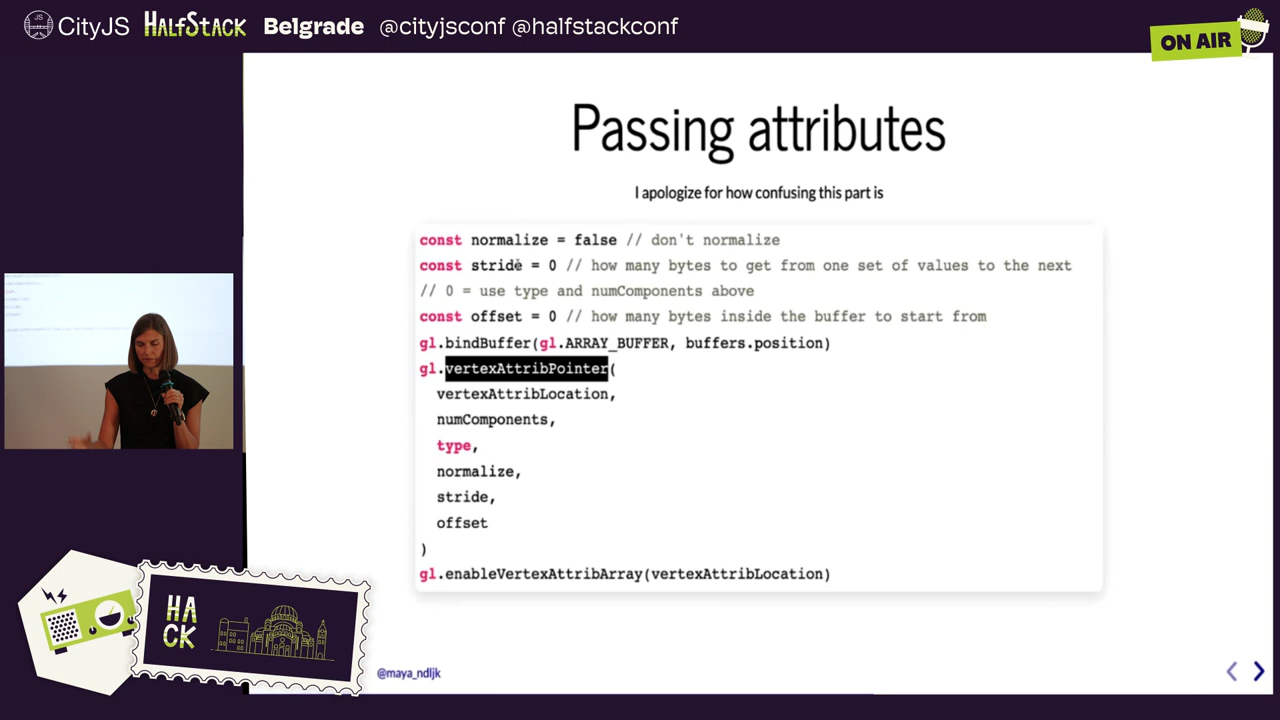 CityJS HALFSTACK Belgrade @cityjsconf @halfstackconf
ON AIR
Passing attributes
I apologize for how confusing this part is
const normalize = false // don't normalize
const stride = 0 // how many bytes to get from one set of values to the next
// 0 = use type and numComponents above
const offset = 0 // how many bytes inside the buffer to start from
gl.bindBuffer(gl.ARRAY_BUFFER, buffers.position)
gl.vertexAttribPointer(
vertexAttribLocation,
numComponents,
type,
normalize,
stride,
offset
)
gl.enableVertexAttribArray(vertexAttribLocation)
HA
CK
@maya_ndljk